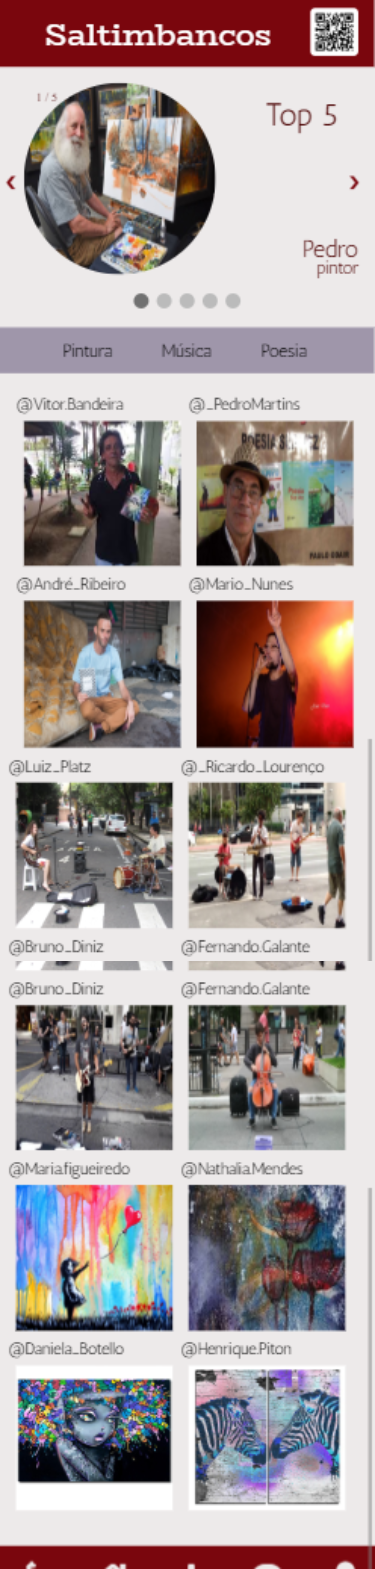 Saltimbancos
1 / 5
Top 5
‹ ›
Pedro
pintor
Pintura Música Poesia
@Vitor.Bandeira @_PedroMartins
@André_Ribeiro @Mario_Nunes
@Luiz_Platz @_Ricardo_Lourenço
@Bruno_Diniz @Fernando.Galante
@Bruno_Diniz @Fernando.Galante
@Maria.figueiredo @Nathalia.Mendes
@Daniela_Botello @Henrique.Piton